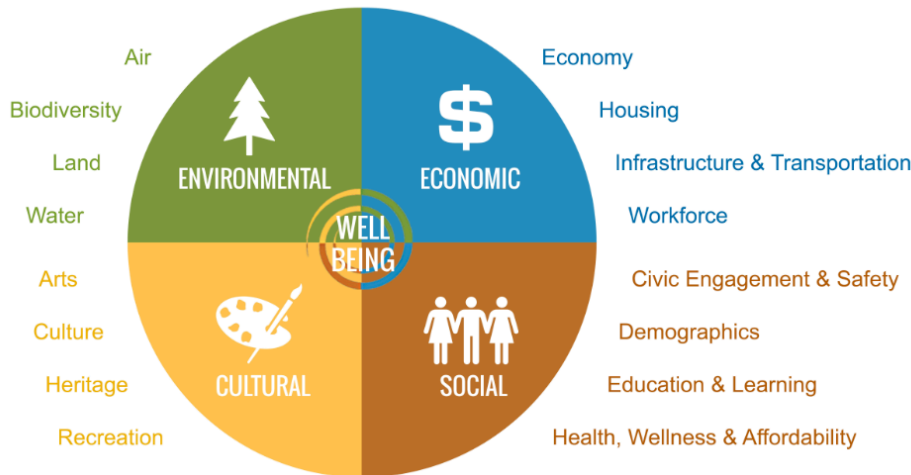 Air
Biodiversity
Land
Water
ENVIRONMENTAL
$
ECONOMIC
Economy
Housing
Infrastructure & Transportation
Workforce
WELL
BEING
Arts
Culture
Heritage
Recreation
CULTURAL
SOCIAL
Civic Engagement & Safety
Demographics
Education & Learning
Health, Wellness & Affordability